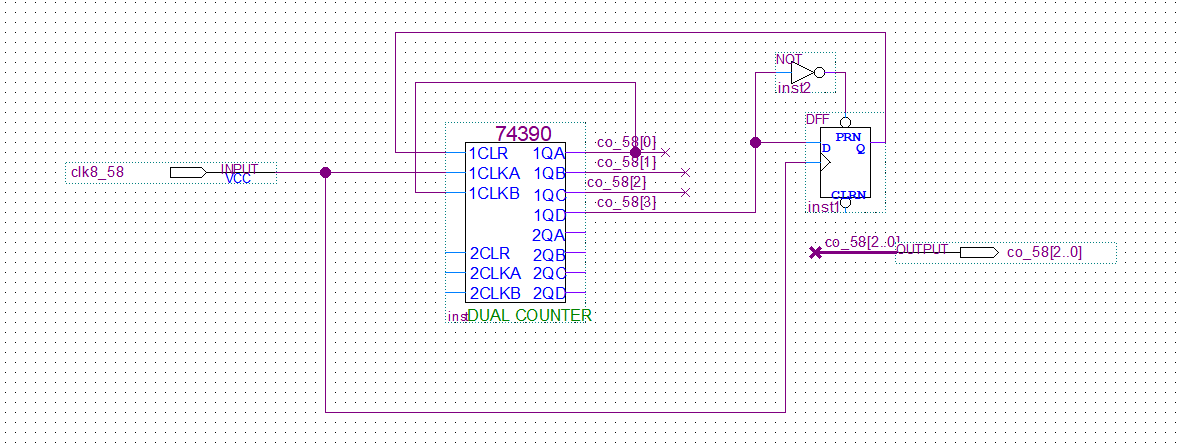 NOT
inst2
DFF
PRN
D
Q
CLRN
inst1
74390
1CLR 1QA co_58[0]
1CLKA 1QB co_58[1]
1CLKB 1QC co_58[2]
1QD co_58[3]
2QA
2CLR 2QB
2CLKA 2QC
2CLKB 2QD
inst DUAL COUNTER
clk8_58 INPUT
VCC
co_58[2..0] OUTPUT co_58[2..0]